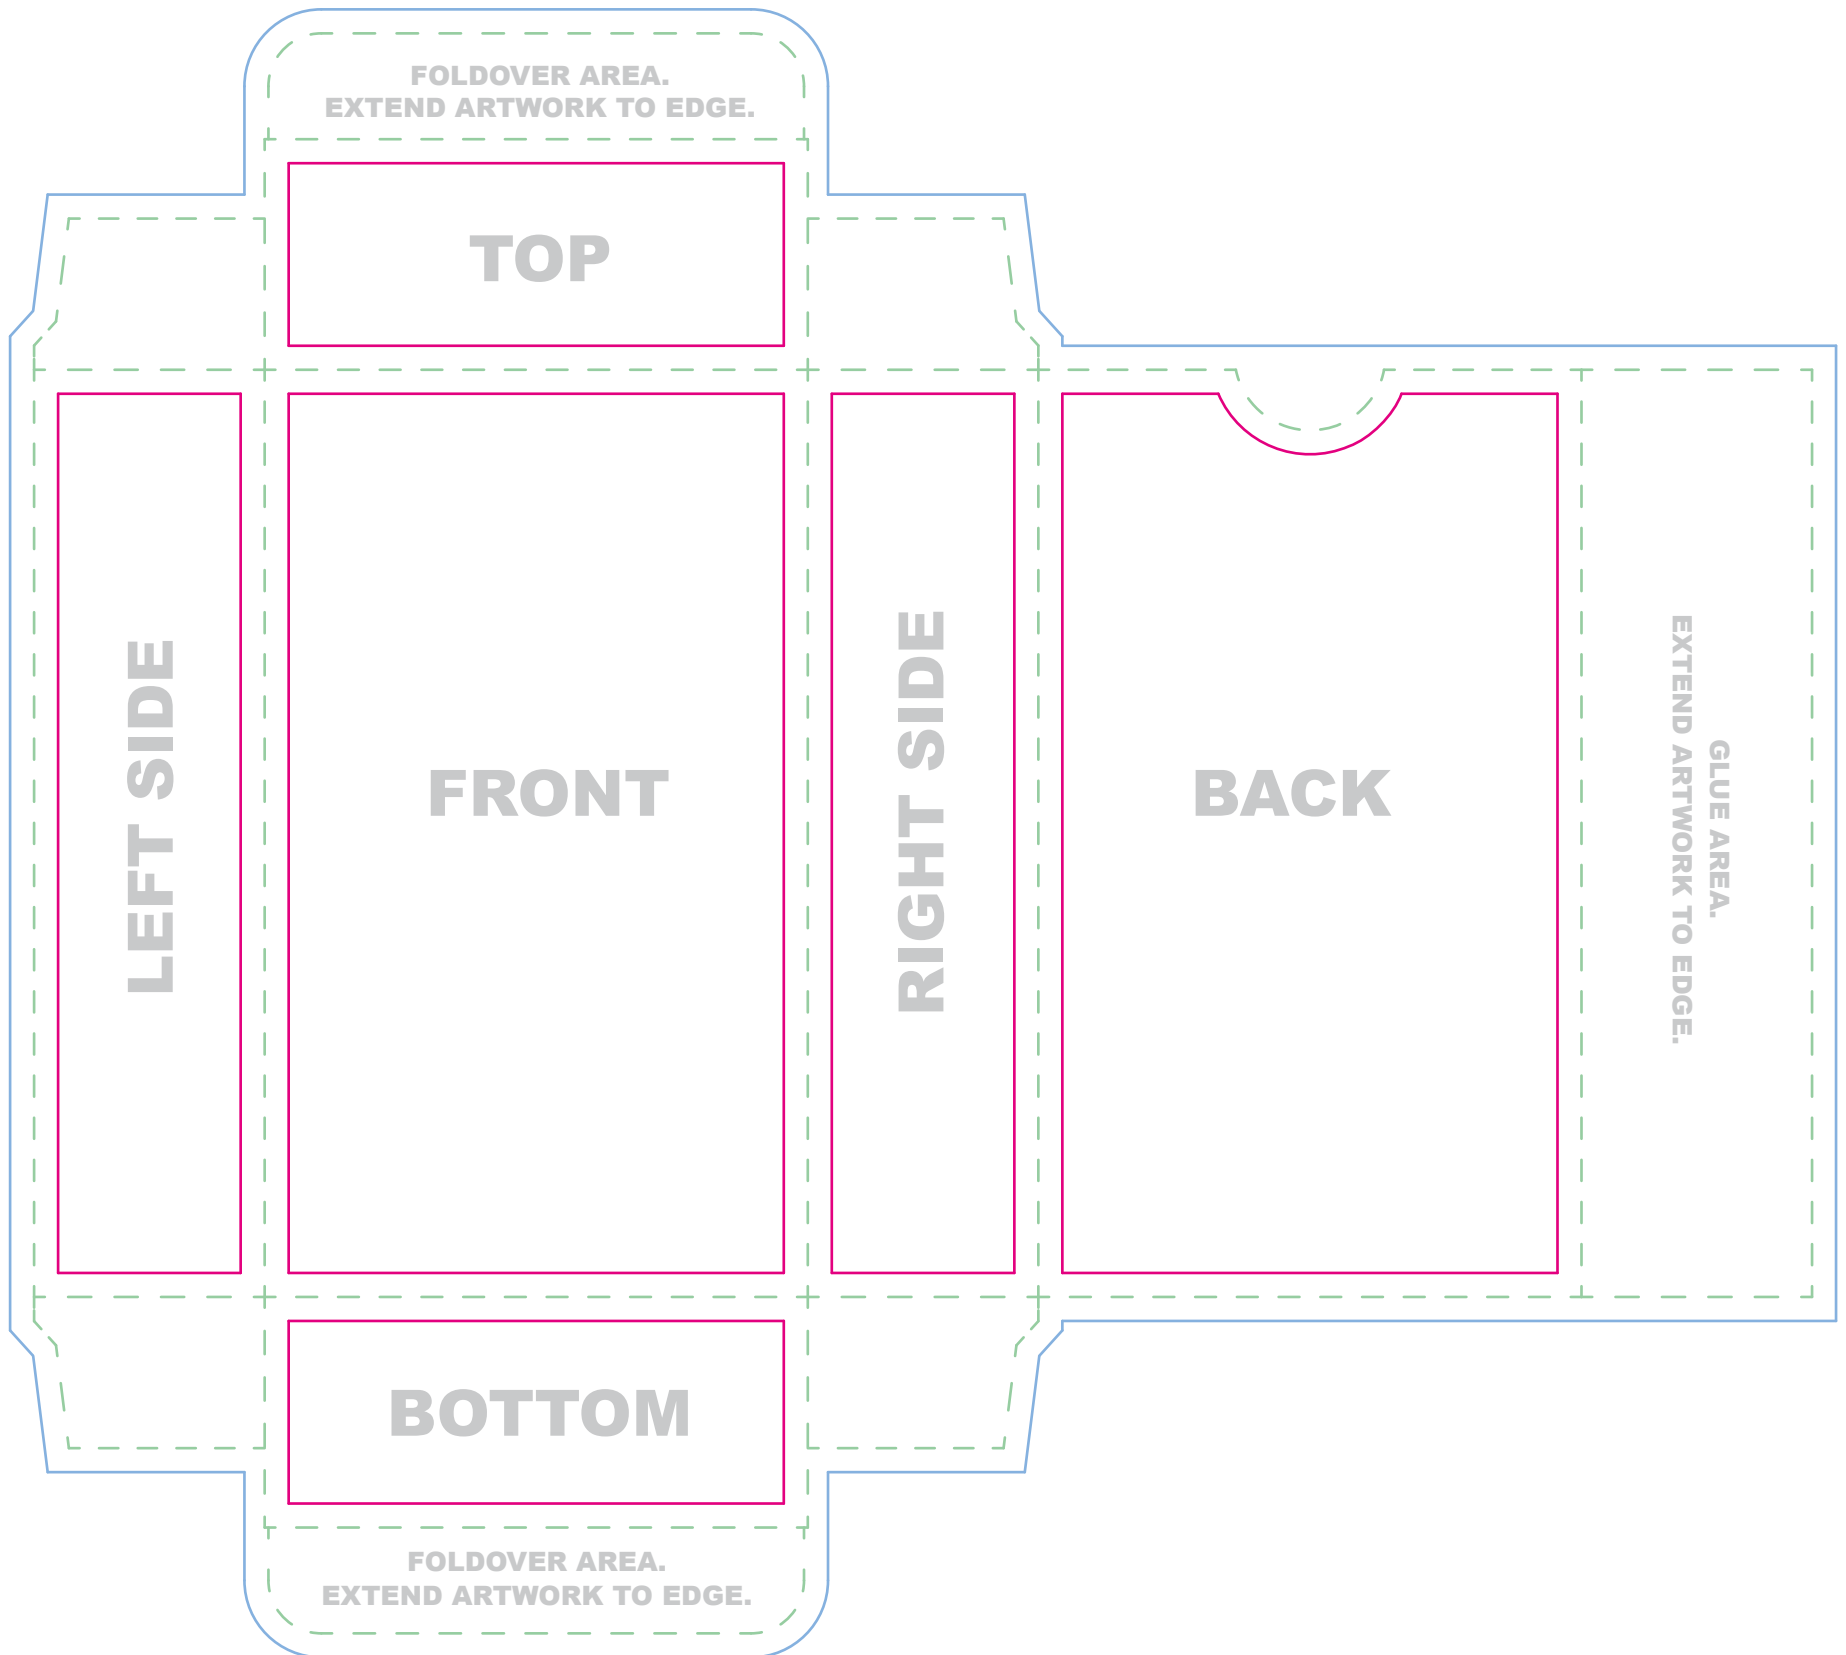 FOLDOVER AREA.
EXTEND ARTWORK TO EDGE.
TOP
LEFT SIDE
FRONT
RIGHT SIDE
BACK
GLUE AREA.
EXTEND ARTWORK TO EDGE.
BOTTOM
FOLDOVER AREA.
EXTEND ARTWORK TO EDGE.